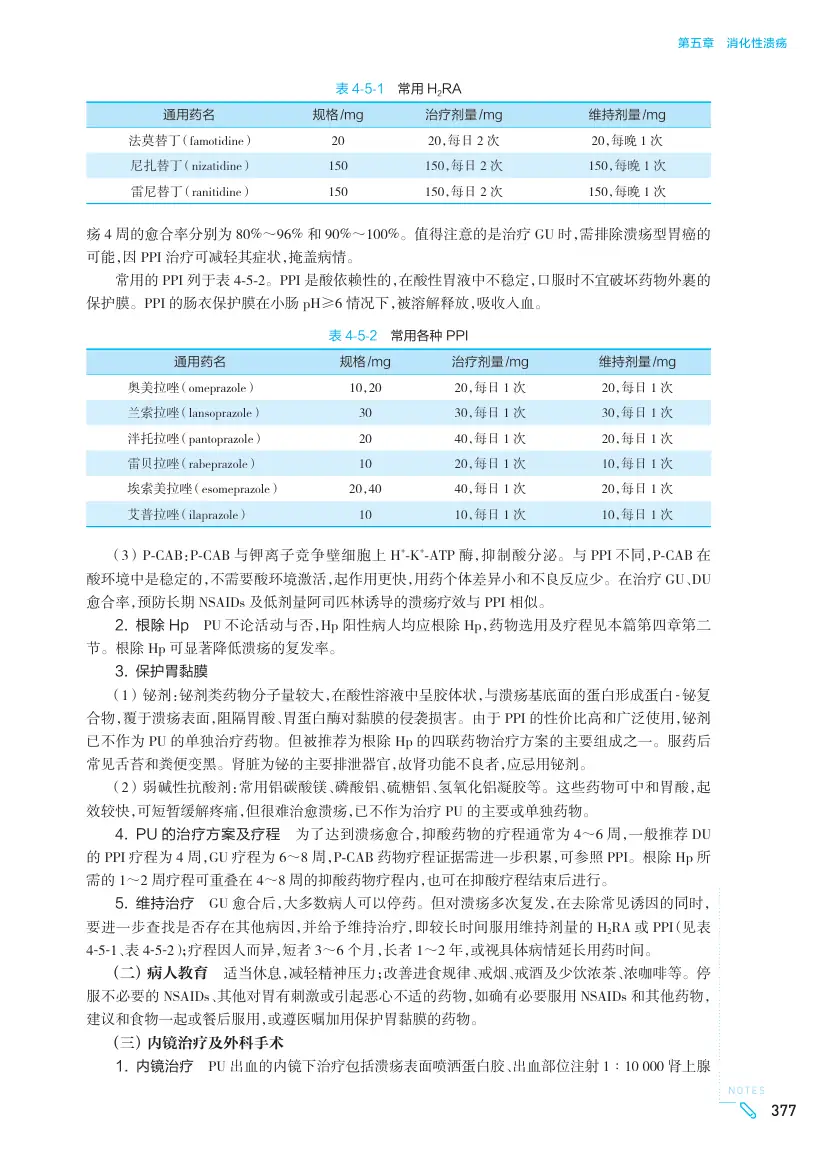 第五章 消化性溃疡
表 4-5-1 常用 H₂RA
通用药名 规格/mg 治疗剂量/mg 维持剂量/mg
法莫替丁(famotidine) 20 20,每日 2 次 20,每晚 1 次
尼扎替丁(nizatidine) 150 150,每日 2 次 150,每晚 1 次
雷尼替丁(ranitidine) 150 150,每日 2 次 150,每晚 1 次
疡 4 周的愈合率分别为 80%～96% 和 90%～100%。值得注意的是治疗 GU 时,需排除溃疡型胃癌的
可能,因 PPI 治疗可减轻其症状,掩盖病情。
常用的 PPI 列于表 4-5-2。PPI 是酸依赖性的,在酸性胃液中不稳定,口服时不宜破坏药物外裹的
保护膜。PPI 的肠衣保护膜在小肠 pH≥6 情况下,被溶解释放,吸收入血。
表 4-5-2 常用各种 PPI
通用药名 规格/mg 治疗剂量/mg 维持剂量/mg
奥美拉唑(omeprazole) 10,20 20,每日 1 次 20,每日 1 次
兰索拉唑(lansoprazole) 30 30,每日 1 次 30,每日 1 次
泮托拉唑(pantoprazole) 20 40,每日 1 次 20,每日 1 次
雷贝拉唑(rabeprazole) 10 20,每日 1 次 10,每日 1 次
埃索美拉唑(esomeprazole) 20,40 40,每日 1 次 20,每日 1 次
艾普拉唑(ilaprazole) 10 10,每日 1 次 10,每日 1 次
(3)P-CAB:P-CAB 与钾离子竞争壁细胞上 H⁺-K⁺-ATP 酶,抑制酸分泌。与 PPI 不同,P-CAB 在
酸环境中是稳定的,不需要酸环境激活,起作用更快,用药个体差异小和不良反应少。在治疗 GU、DU
愈合率,预防长期 NSAIDs 及低剂量阿司匹林诱导的溃疡疗效与 PPI 相似。
2. 根除 Hp PU 不论活动与否,Hp 阳性病人均应根除 Hp,药物选用及疗程见本篇第四章第二
节。根除 Hp 可显著降低溃疡的复发率。
3. 保护胃黏膜
(1)铋剂:铋剂类药物分子量较大,在酸性溶液中呈胶体状,与溃疡基底面的蛋白形成蛋白-铋复
合物,覆于溃疡表面,阻隔胃酸、胃蛋白酶对黏膜的侵袭损害。由于 PPI 的性价比高和广泛使用,铋剂
已不作为 PU 的单独治疗药物。但被推荐为根除 Hp 的四联药物治疗方案的主要组成之一。服药后
常见舌苔和粪便变黑。肾脏为铋的主要排泄器官,故肾功能不良者,应忌用铋剂。
(2)弱碱性抗酸剂:常用铝碳酸镁、磷酸铝、硫糖铝、氢氧化铝凝胶等。这些药物可中和胃酸,起
效较快,可短暂缓解疼痛,但很难治愈溃疡,已不作为治疗 PU 的主要或单独药物。
4. PU 的治疗方案及疗程 为了达到溃疡愈合,抑酸药物的疗程通常为 4～6 周,一般推荐 DU
的 PPI 疗程为 4 周,GU 疗程为 6～8 周,P-CAB 药物疗程证据需进一步积累,可参照 PPI。根除 Hp 所
需的 1～2 周疗程可重叠在 4～8 周的抑酸药物疗程内,也可在抑酸疗程结束后进行。
5. 维持治疗 GU 愈合后,大多数病人可以停药。但对溃疡多次复发,在去除常见诱因的同时,
要进一步查找是否存在其他病因,并给予维持治疗,即较长时间服用维持剂量的 H₂RA 或 PPI(见表
4-5-1、表 4-5-2);疗程因人而异,短者 3～6 个月,长者 1～2 年,或视具体病情延长用药时间。
(二)病人教育 适当休息,减轻精神压力;改善进食规律、戒烟、戒酒及少饮浓茶、浓咖啡等。停
服不必要的 NSAIDs、其他对胃有刺激或引起恶心不适的药物,如确有必要服用 NSAIDs 和其他药物,
建议和食物一起或餐后服用,或遵医嘱加用保护胃黏膜的药物。
(三)内镜治疗及外科手术
1. 内镜治疗 PU 出血的内镜下治疗包括溃疡表面喷洒蛋白胶、出血部位注射 1∶10 000 肾上腺
NOTES
377